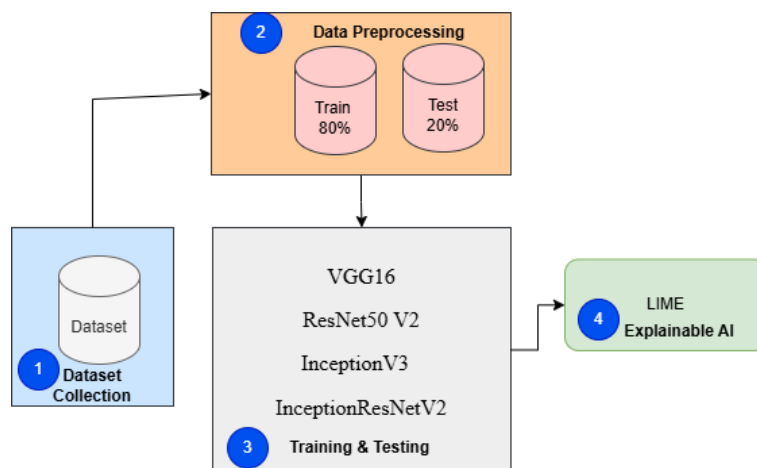 2
Data Preprocessing
Train
80%
Test
20%
Dataset
1
Dataset
Collection
VGG16
ResNet50 V2
InceptionV3
InceptionResNetV2
3
Training & Testing
LIME
4
Explainable AI